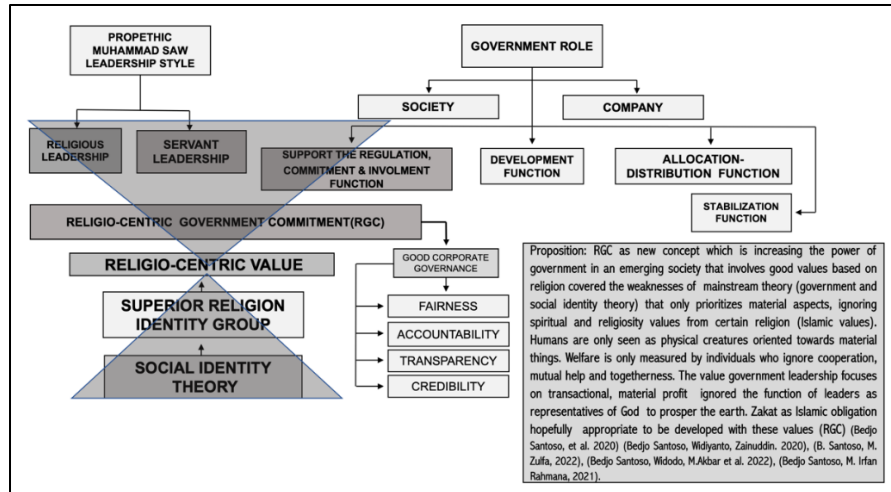 PROPETHIC
MUHAMMAD SAW
LEADERSHIP STYLE
GOVERNMENT ROLE
SOCIETY
COMPANY
RELIGIOUS
LEADERSHIP
SERVANT
LEADERSHIP
SUPPORT THE REGULATION,
COMMITMENT & INVOLMENT
FUNCTION
DEVELOPMENT
FUNCTION
ALLOCATION-
DISTRIBUTION FUNCTION
STABILIZATION
FUNCTION
RELIGIO-CENTRIC GOVERNMENT COMMITMENT(RGC)
RELIGIO-CENTRIC VALUE
SUPERIOR RELIGION
IDENTITY GROUP
SOCIAL IDENTITY
THEORY
GOOD CORPORATE
GOVERNANCE
FAIRNESS
ACCOUNTABILITY
TRANSPARENCY
CREDIBILITY
Proposition: RGC as new concept which is increasing the power of
government in an emerging society that involves good values based on
religion covered the weaknesses of mainstream theory (government and
social identity theory) that only prioritizes material aspects, ignoring
spiritual and religiosity values from certain religion (Islamic values).
Humans are only seen as physical creatures oriented towards material
things. Welfare is only measured by individuals who ignore cooperation,
mutual help and togetherness. The value government leadership focuses
on transactional, material profit ignored the function of leaders as
representatives of God to prosper the earth. Zakat as Islamic obligation
hopefully appropriate to be developed with these values (RGC) (Bedjo
Santoso, et al. 2020) (Bedjo Santoso, Widiyanto, Zainuddin. 2020), (B. Santoso, M.
Zulfa, 2022), (Bedjo Santoso, Widodo, M.Akbar et al. 2022), (Bedjo Santoso, M. Irfan
Rahmana, 2021).